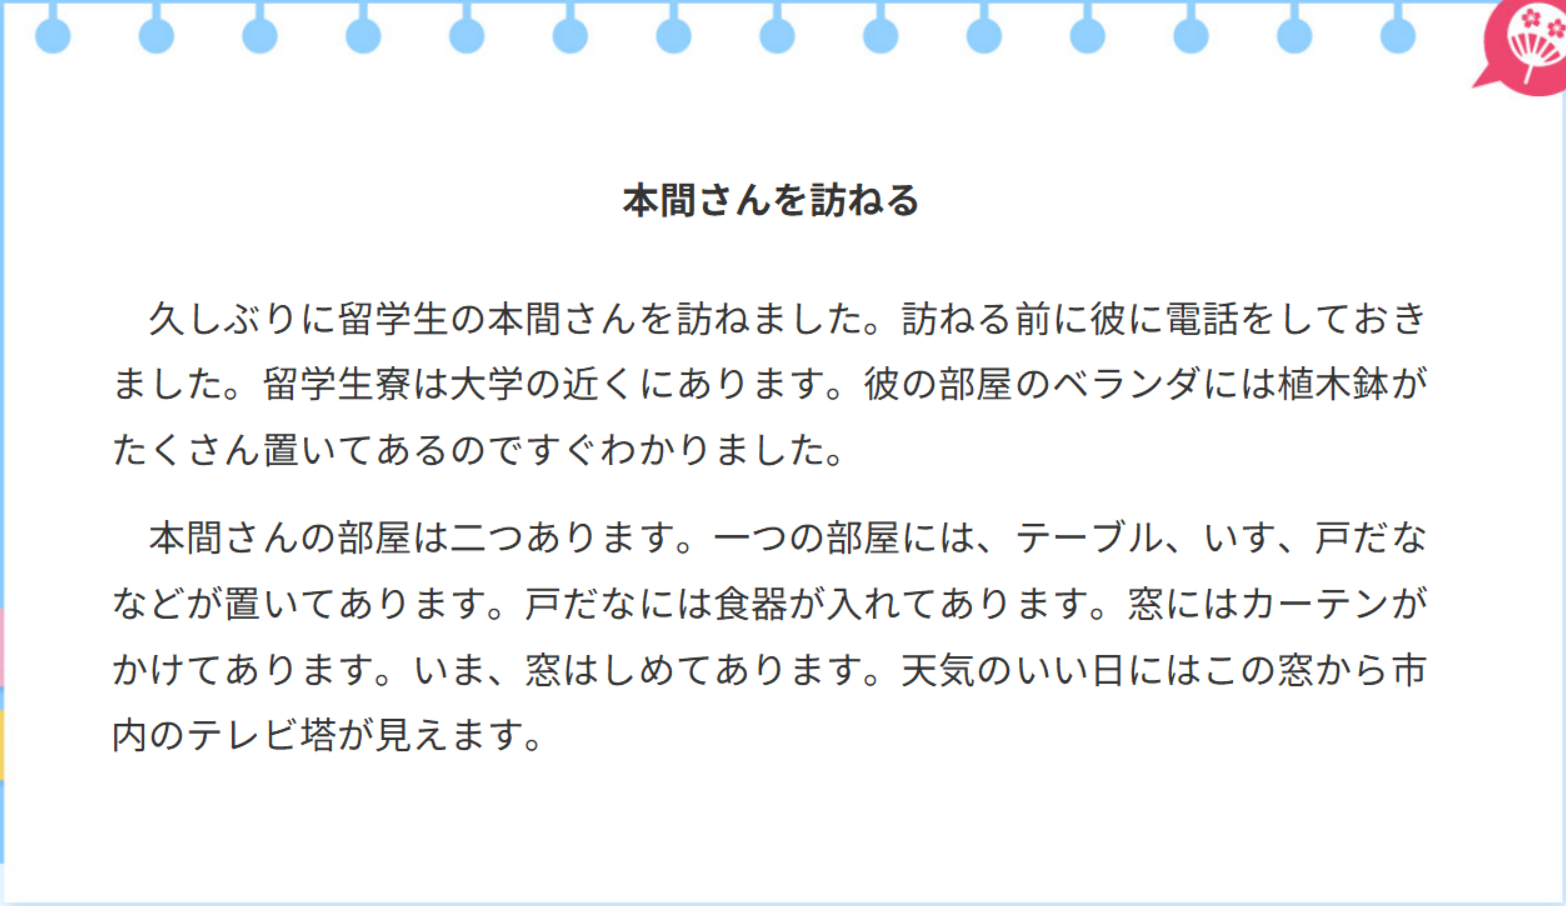 本間さんを訪ねる
久しぶりに留学生の本間さんを訪ねました。訪ねる前に彼に電話をしておき
ました。留学生寮は大学の近くにあります。彼の部屋のベランダには植木鉢が
たくさん置いてあるのですぐわかりました。
本間さんの部屋は二つあります。一つの部屋には、テーブル、いす、戸だな
などが置いてあります。戸だなには食器が入れてあります。窓にはカーテンが
かけてあります。いま、窓はしめてあります。天気のいい日にはこの窓から市
内のテレビ塔が見えます。